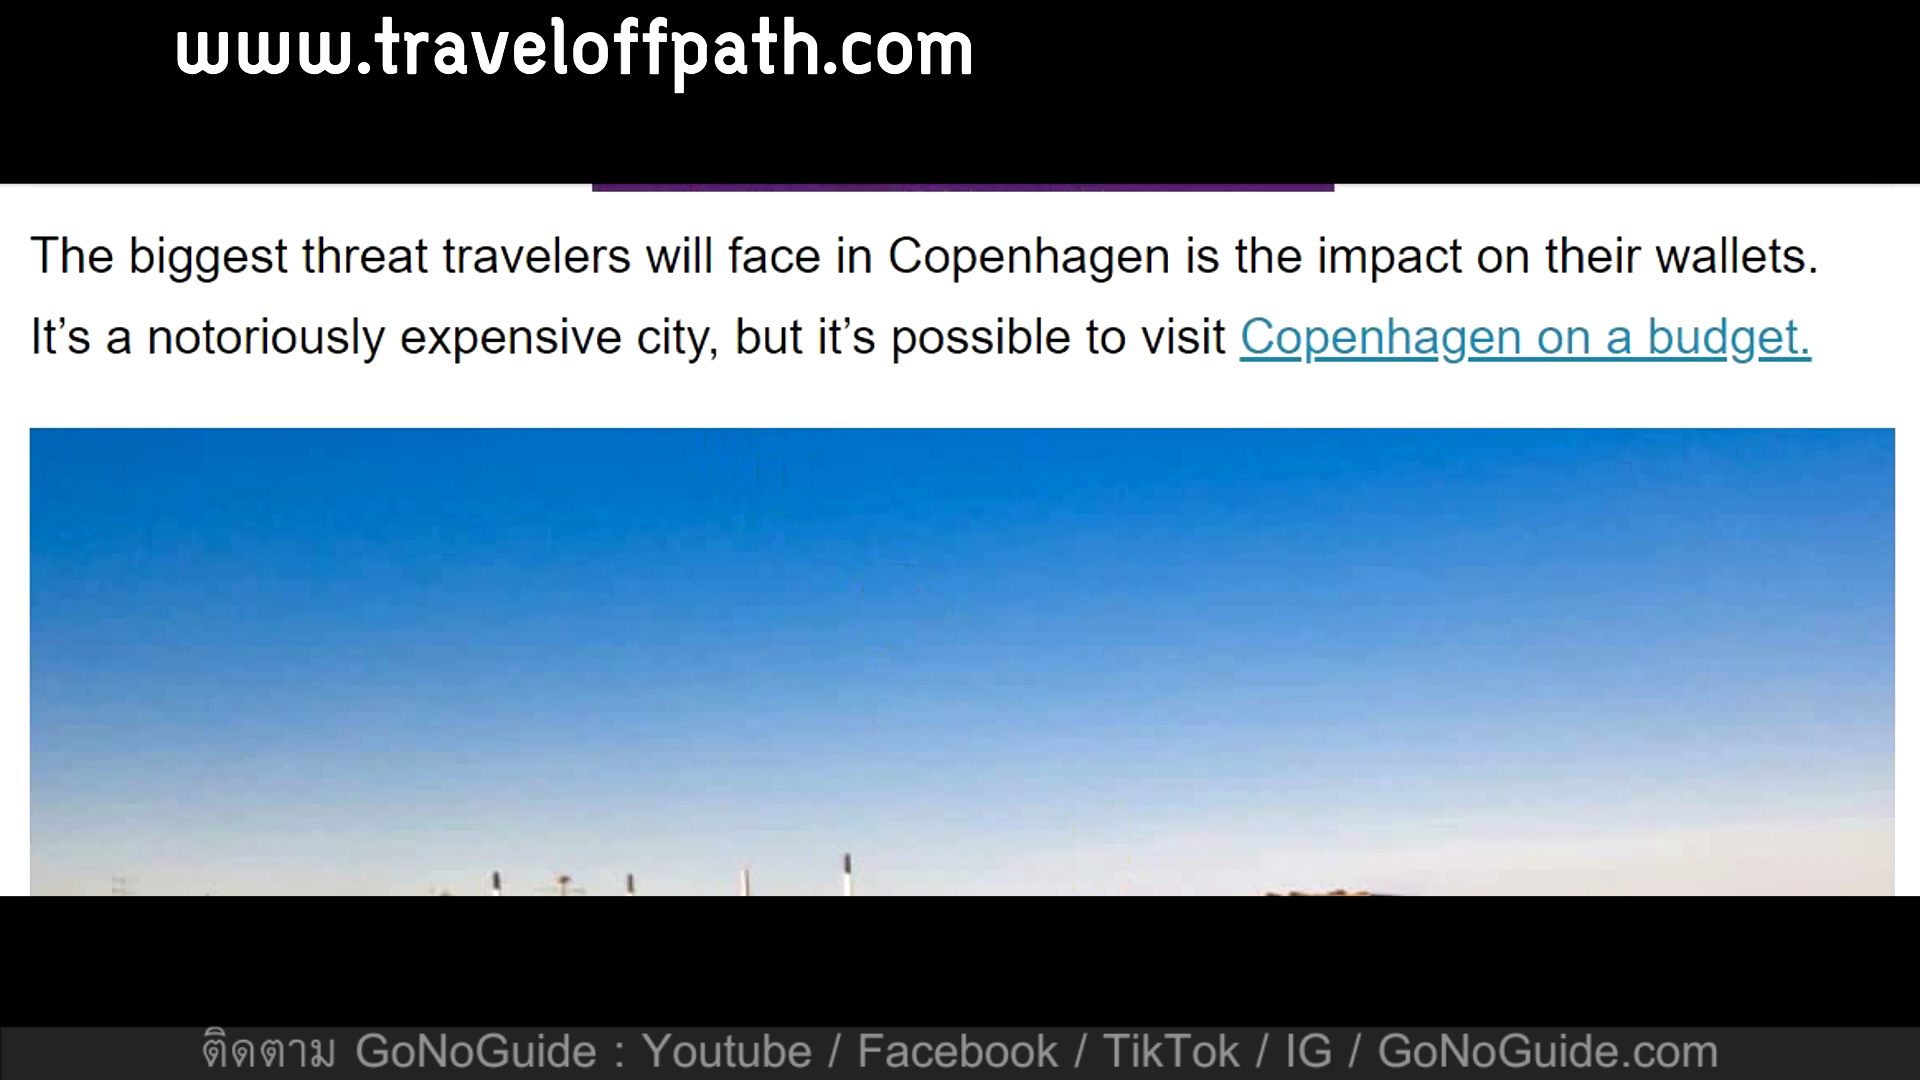 www.traveloffpath.com
The biggest threat travelers will face in Copenhagen is the impact on their wallets.
It’s a notoriously expensive city, but it’s possible to visit Copenhagen on a budget.
ติดตาม GoNoGuide : Youtube / Facebook / TikTok / IG / GoNoGuide.com